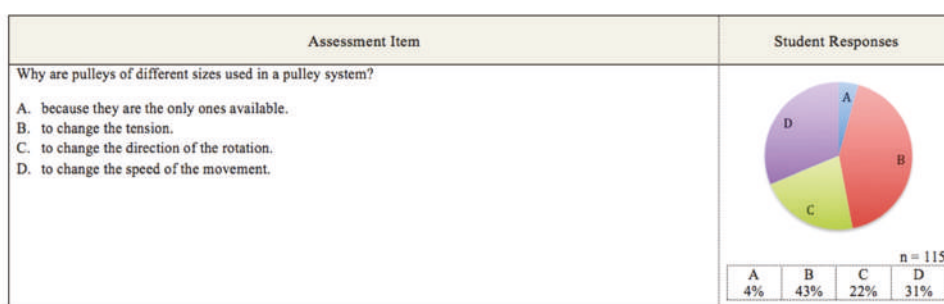 Assessment Item
Student Responses
Why are pulleys of different sizes used in a pulley system?
A. because they are the only ones available.
B. to change the tension.
C. to change the direction of the rotation.
D. to change the speed of the movement.
A
D
B
C
n = 115
A B C D
4% 43% 22% 31%